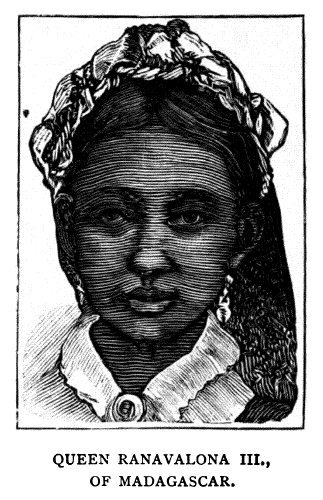 QUEEN RANAVALONA III.,
OF MADAGASCAR.